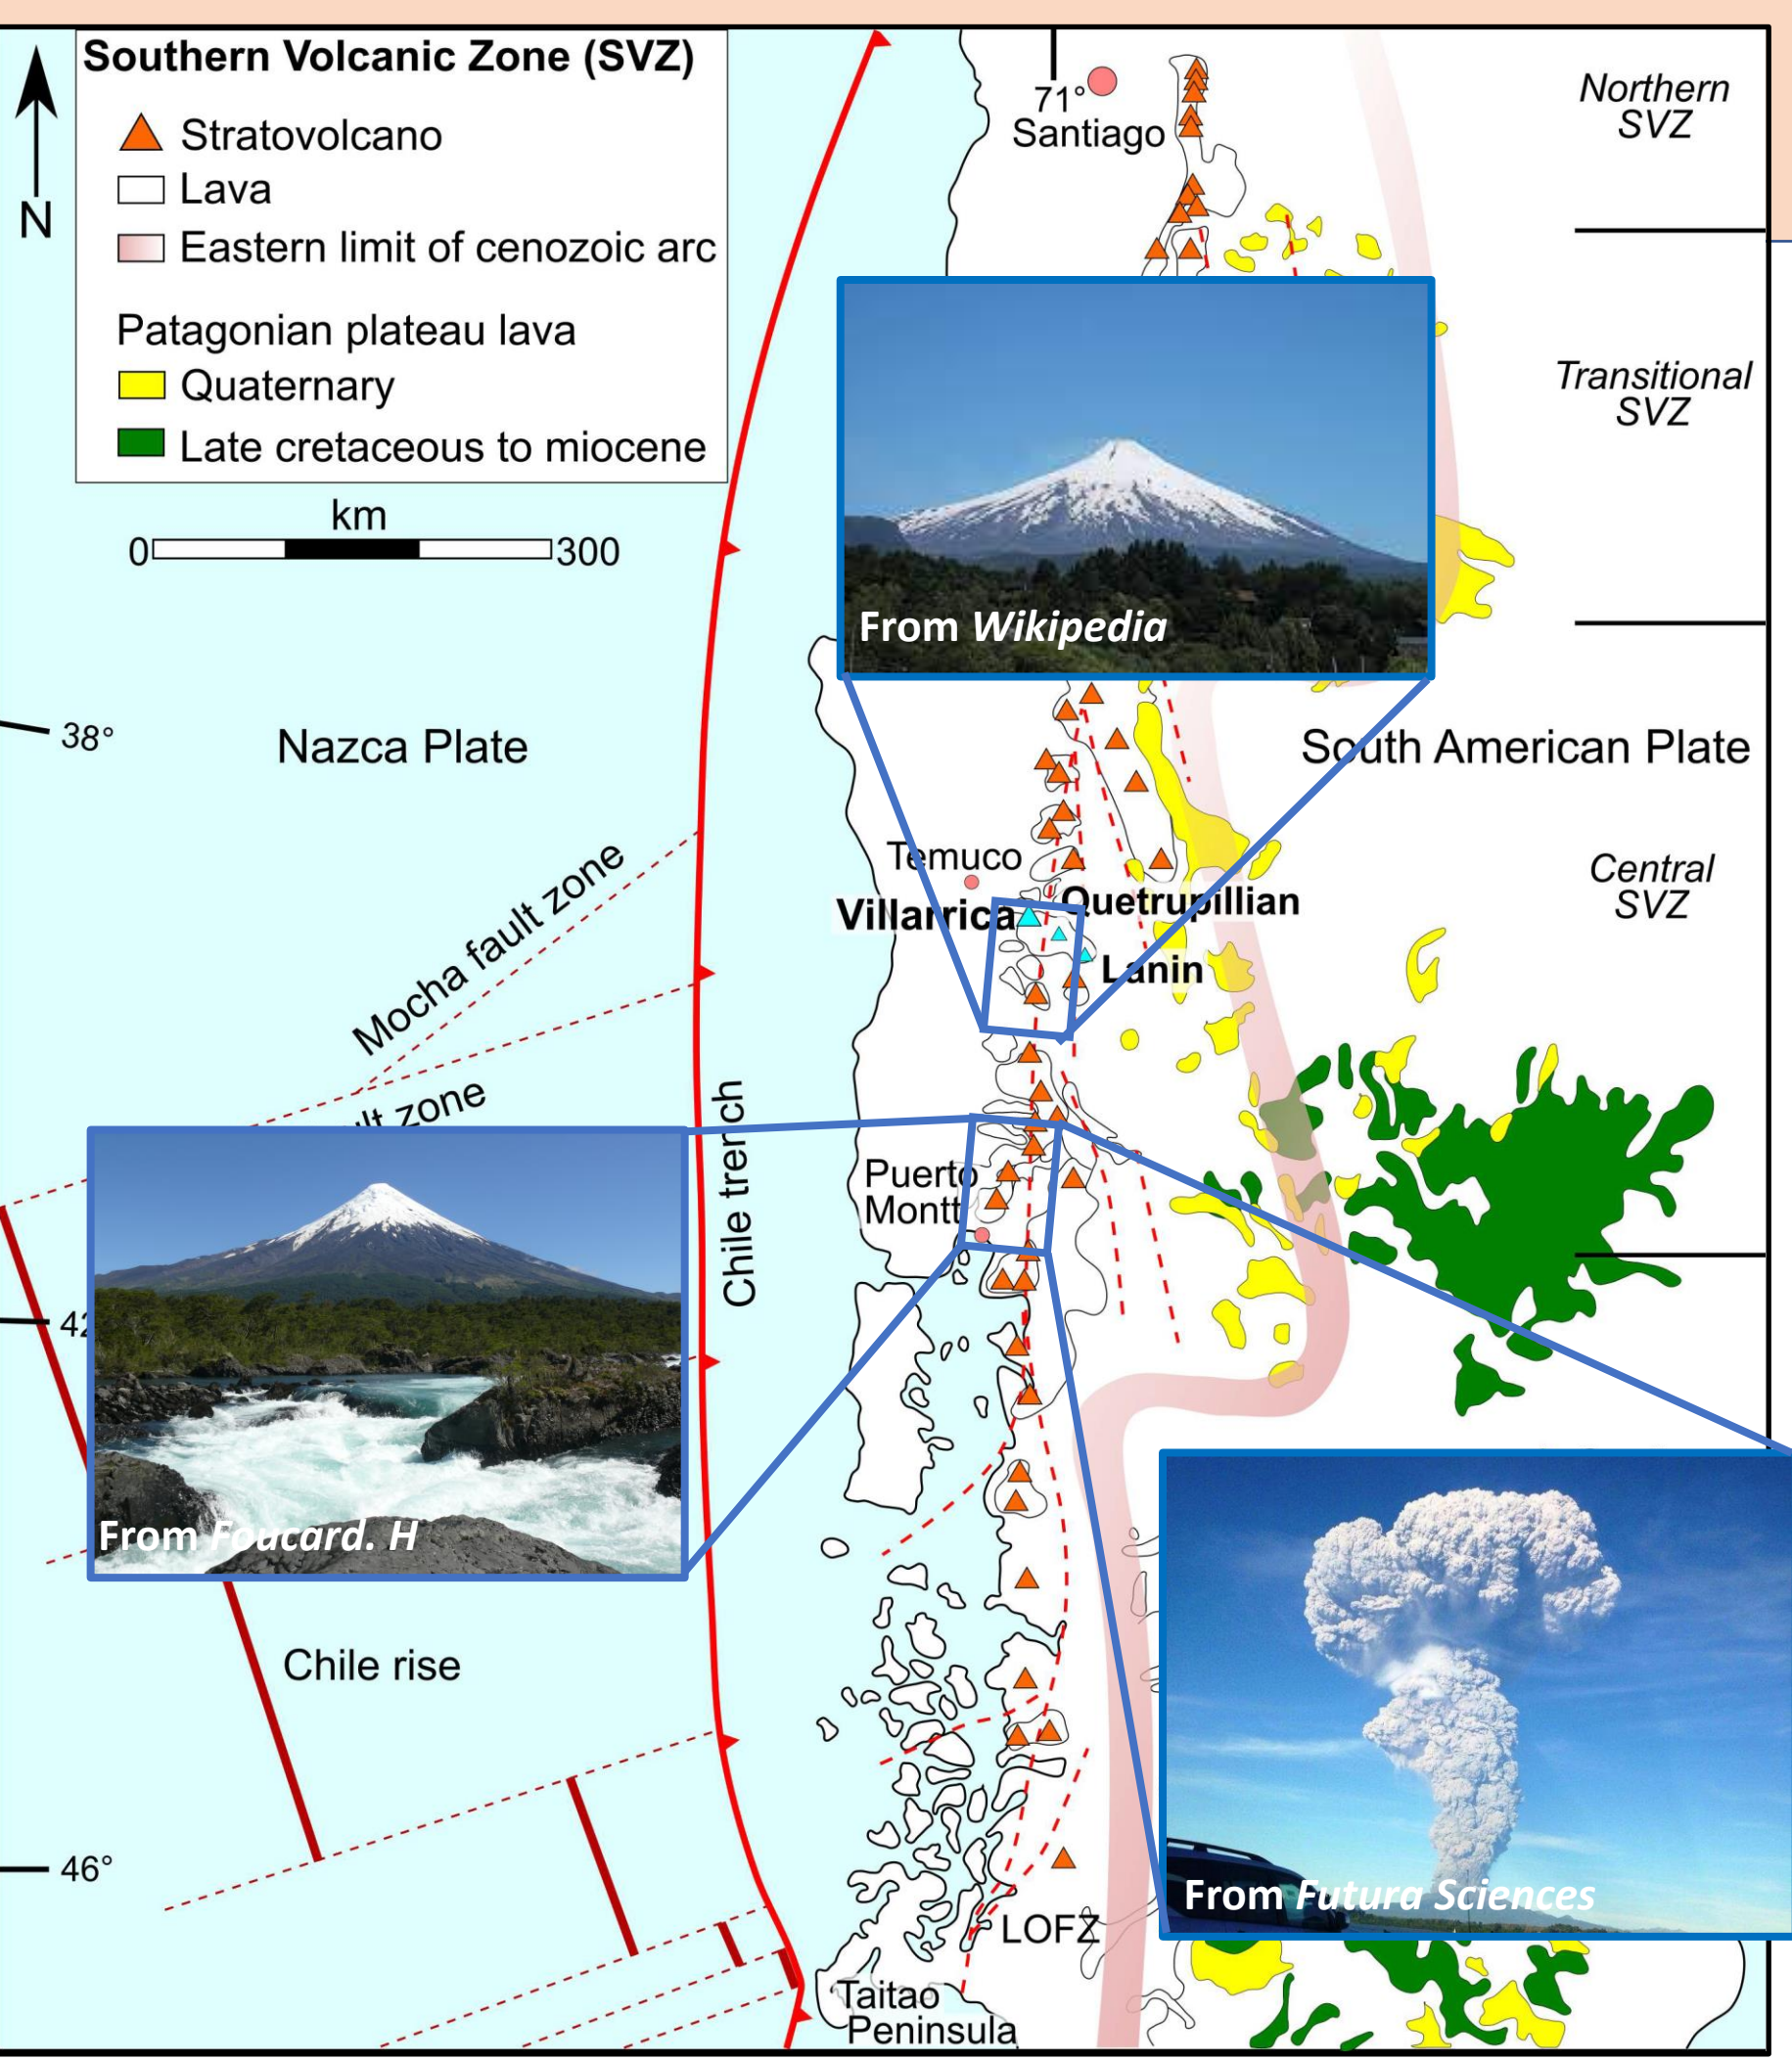 Southern Volcanic Zone (SVZ)
Stratovolcano
Lava
Eastern limit of cenozoic arc
Patagonian plateau lava
Quaternary
Late cretaceous to miocene
N
km
0
300
71°
Santiago
Northern
SVZ
Transitional
SVZ
From Wikipedia
38°
Nazca Plate
South American Plate
Temuco
Central
SVZ
Villarrica
Quetrupillian
Lanin
Mocha fault zone
zone
Chile trench
Puerto
Montt
From Foucard. H
Chile rise
46°
From Futura Sciences
LOFZ
Taitao
Peninsula